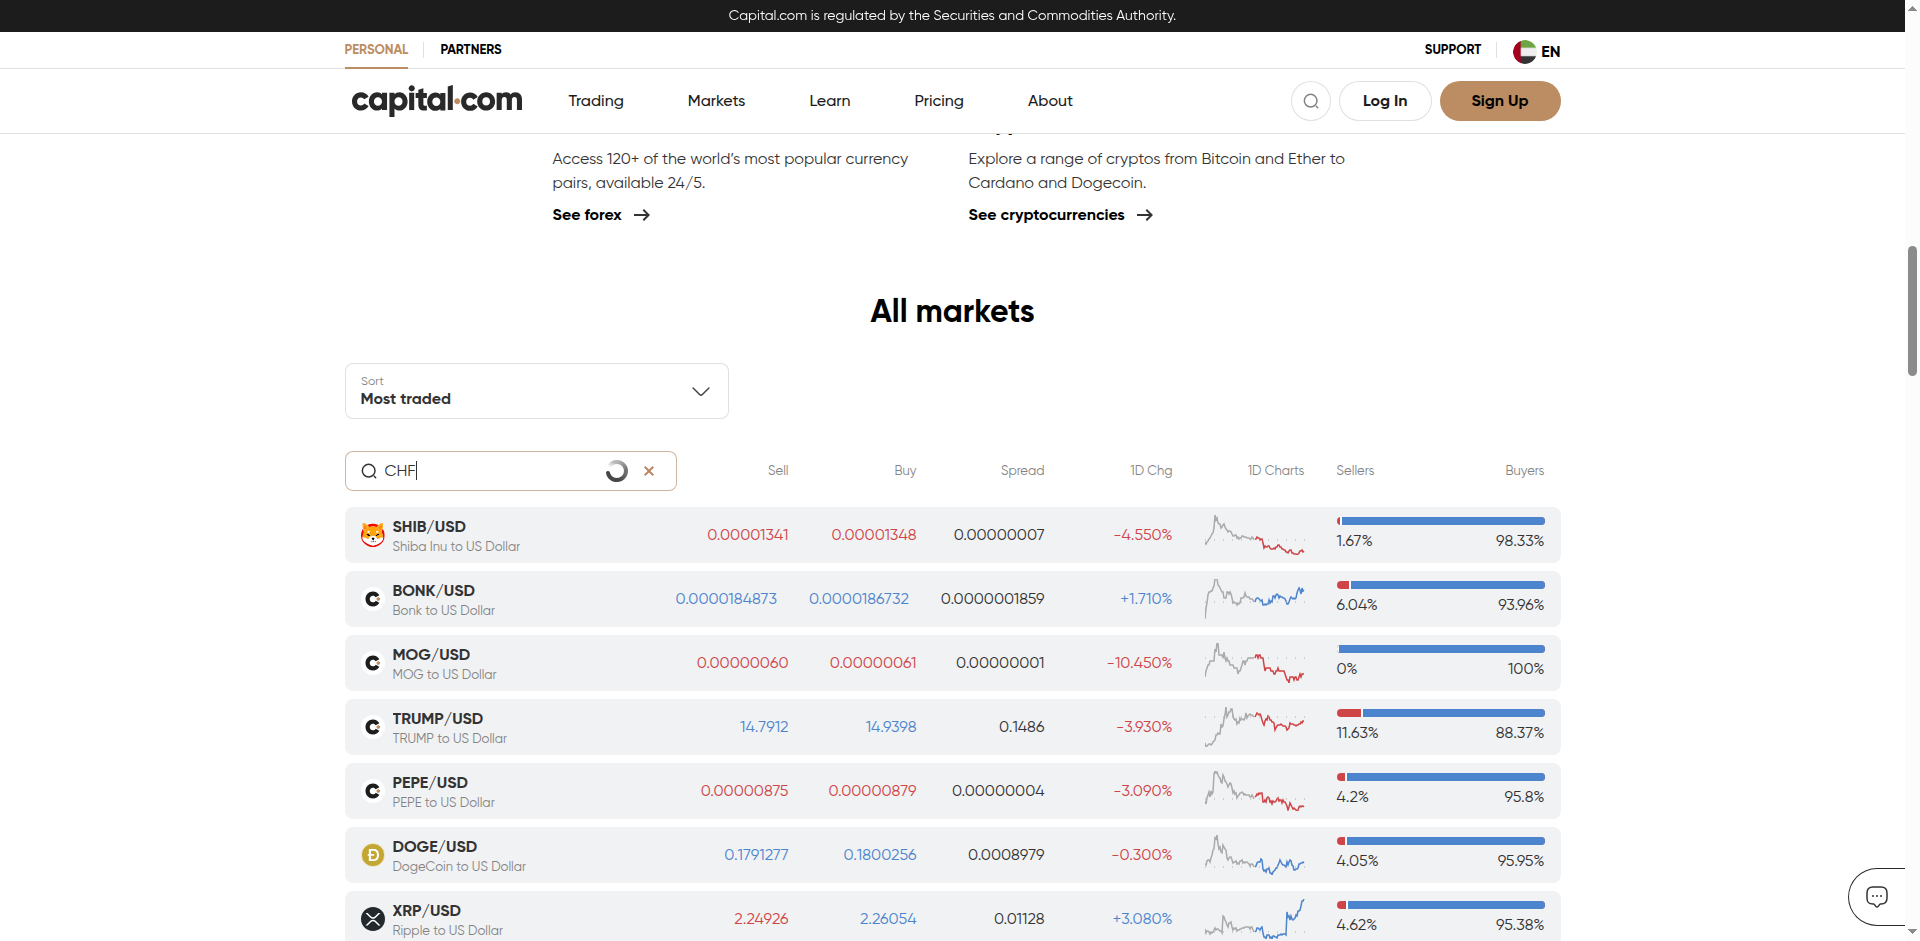 Capital.com is regulated by the Securities and Commodities Authority.
PERSONAL PARTNERS SUPPORT EN
capital.com Trading Markets Learn Pricing About Log In Sign Up
Access 120+ of the world's most popular currency
pairs, available 24/5.
See forex
Explore a range of cryptos from Bitcoin and Ether to
Cardano and Dogecoin.
See cryptocurrencies
All markets
Sort
Most traded
CHF Sell Buy Spread 1D Chg 1D Charts Sellers Buyers
SHIB/USD
Shiba Inu to US Dollar
0.00001341 0.00001348 0.00000007 -4.550% 1.67% 98.33%
BONK/USD
Bonk to US Dollar
0.0000184873 0.0000186732 0.0000001859 +1.710% 6.04% 93.96%
MOG/USD
MOG to US Dollar
0.00000060 0.00000061 0.00000001 -10.450% 0% 100%
TRUMP/USD
TRUMP to US Dollar
14.7912 14.9398 0.1486 -3.930% 11.63% 88.37%
PEPE/USD
PEPE to US Dollar
0.00000875 0.00000879 0.00000004 -3.090% 4.2% 95.8%
DOGE/USD
DogeCoin to US Dollar
0.1791277 0.1800256 0.0008979 -0.300% 4.05% 95.95%
XRP/USD
Ripple to US Dollar
2.24926 2.26054 0.01128 +3.080% 4.62% 95.38%